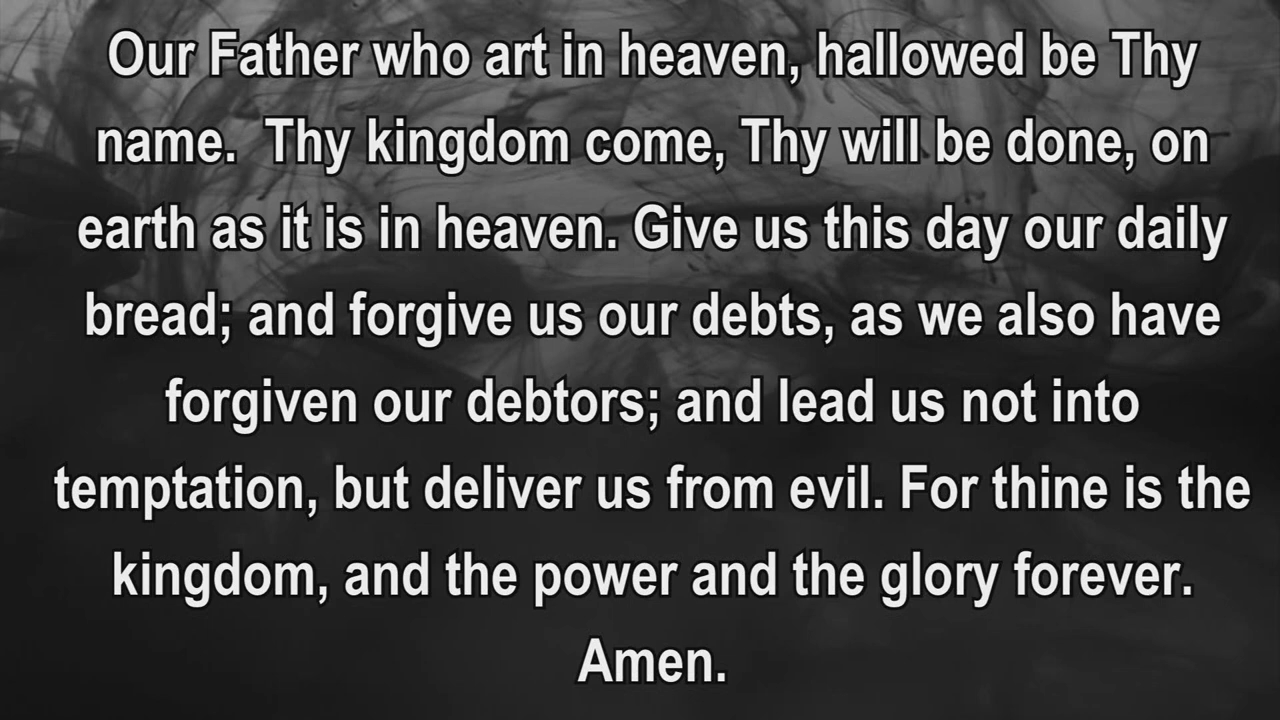 Our Father who art in heaven, hallowed be Thy
name.  Thy kingdom come, Thy will be done, on
earth as it is in heaven. Give us this day our daily
bread; and forgive us our debts, as we also have
forgiven our debtors; and lead us not into
temptation, but deliver us from evil. For thine is the
kingdom, and the power and the glory forever.
Amen.